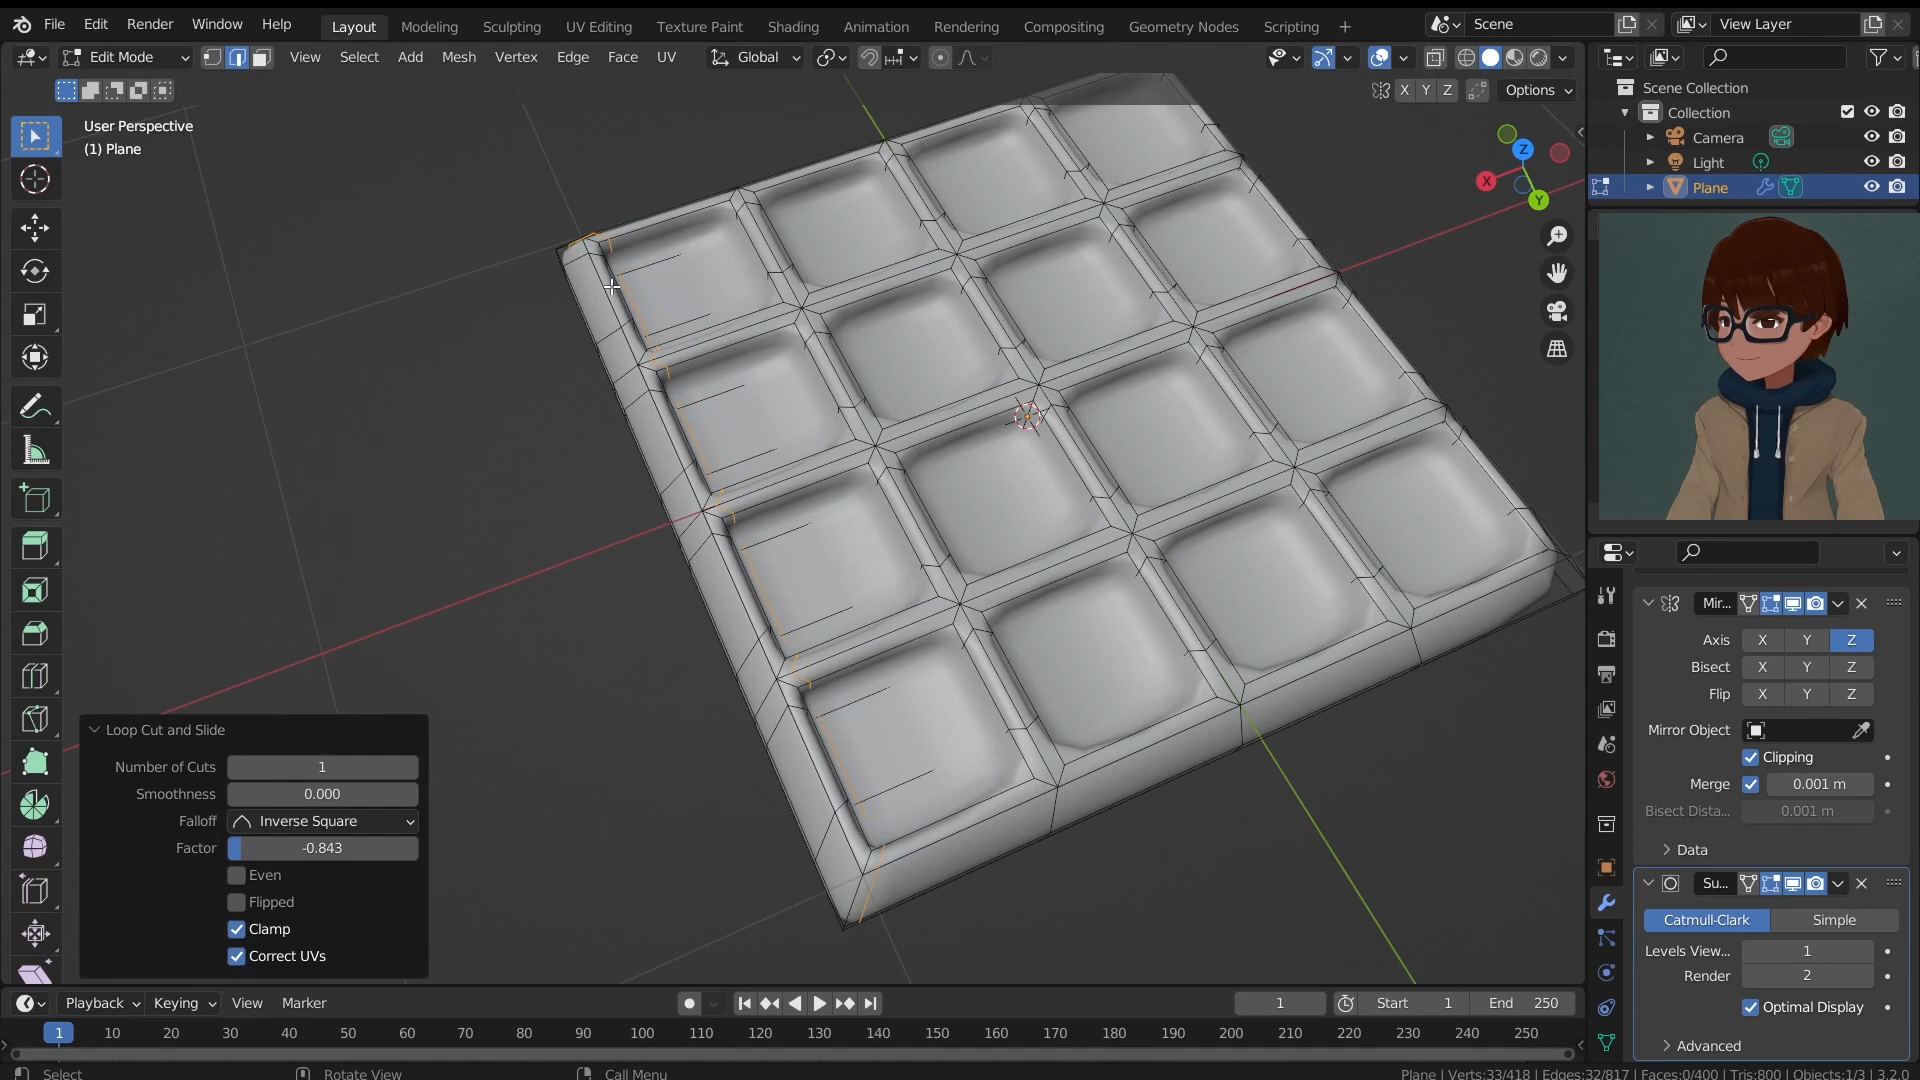 File Edit Render Window Help Layout Modeling Sculpting UV Editing Texture Paint Shading Animation Rendering Compositing Geometry Nodes Scripting + Scene View Layer
Edit Mode View Select Add Mesh Vertex Edge Face UV Global
X Y Z Options
User Perspective
(1) Plane
Z
X
Y
Scene Collection
Collection
Camera
Light
Plane
Mir...
Axis X Y Z
Bisect X Y Z
Flip X Y Z
Mirror Object
Clipping
Merge 0.001 m
Bisect Dista... 0.001 m
Data
Su...
Catmull-Clark Simple
Levels View... 1
Render 2
Optimal Display
Advanced
Loop Cut and Slide
Number of Cuts 1
Smoothness 0.000
Falloff Inverse Square
Factor -0.843
Even
Flipped
Clamp
Correct UVs
Playback Keying View Marker 1 Start 1 End 250
1 10 20 30 40 50 60 70 80 90 100 110 120 130 140 150 160 170 180 190 200 210 220 230 240 250
Select Rotate View Call Menu Plane | Verts:33/418 | Edges:32/817 | Faces:0/400 | Tris:800 | Objects:1/3 | 3.2.0